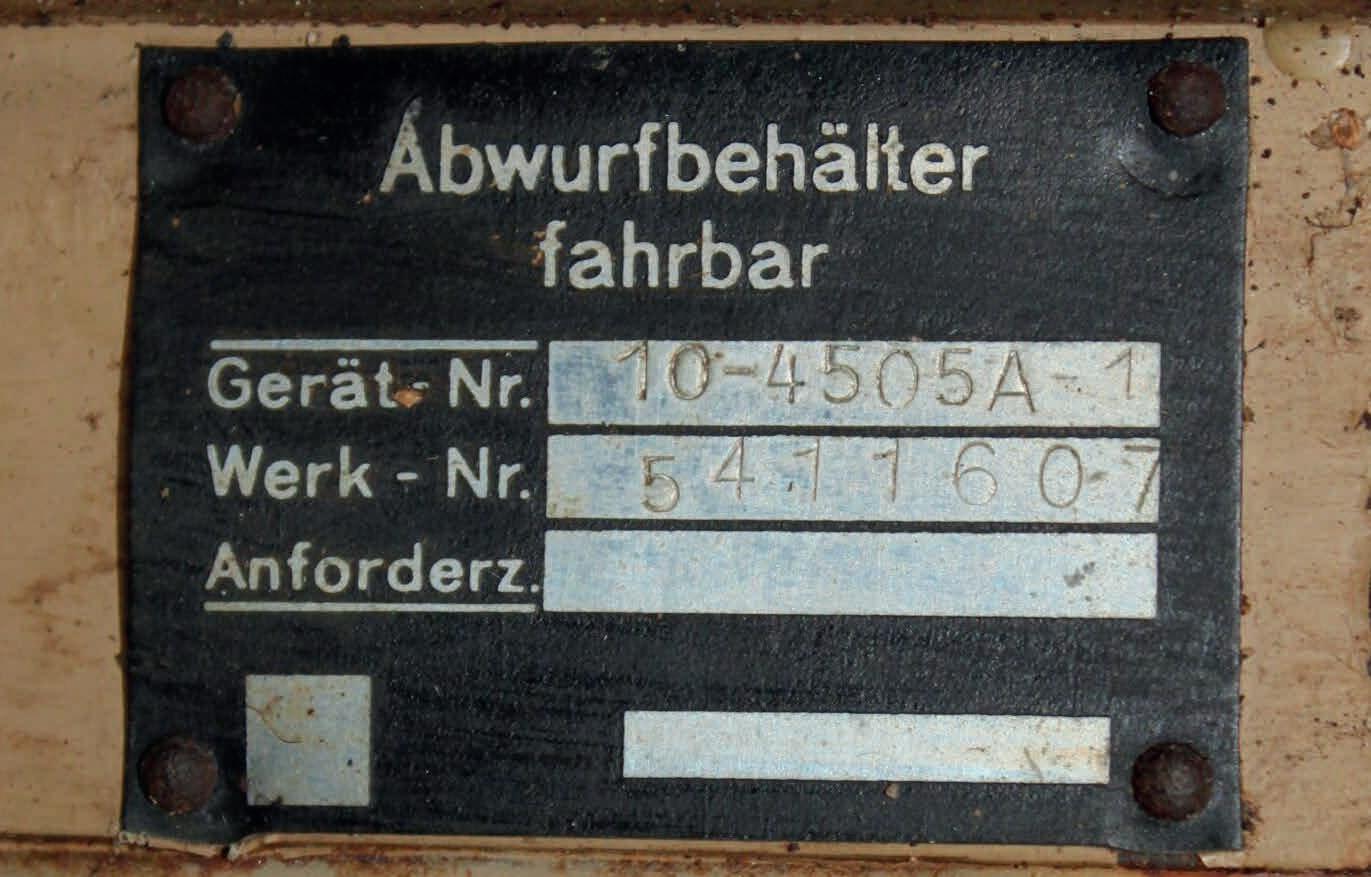 Abwurfbehälter
fahrbar
Gerät-Nr. 10-4505A-1
Werk-Nr. 5411607
Anforderz.